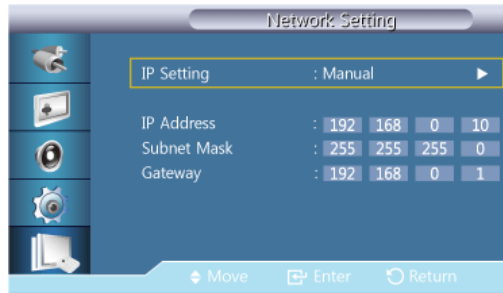 Network Setting
IP Setting : Manual
IP Address : 192 168 0 10
Subnet Mask : 255 255 255 0
Gateway : 192 168 0 1
Move Enter Return